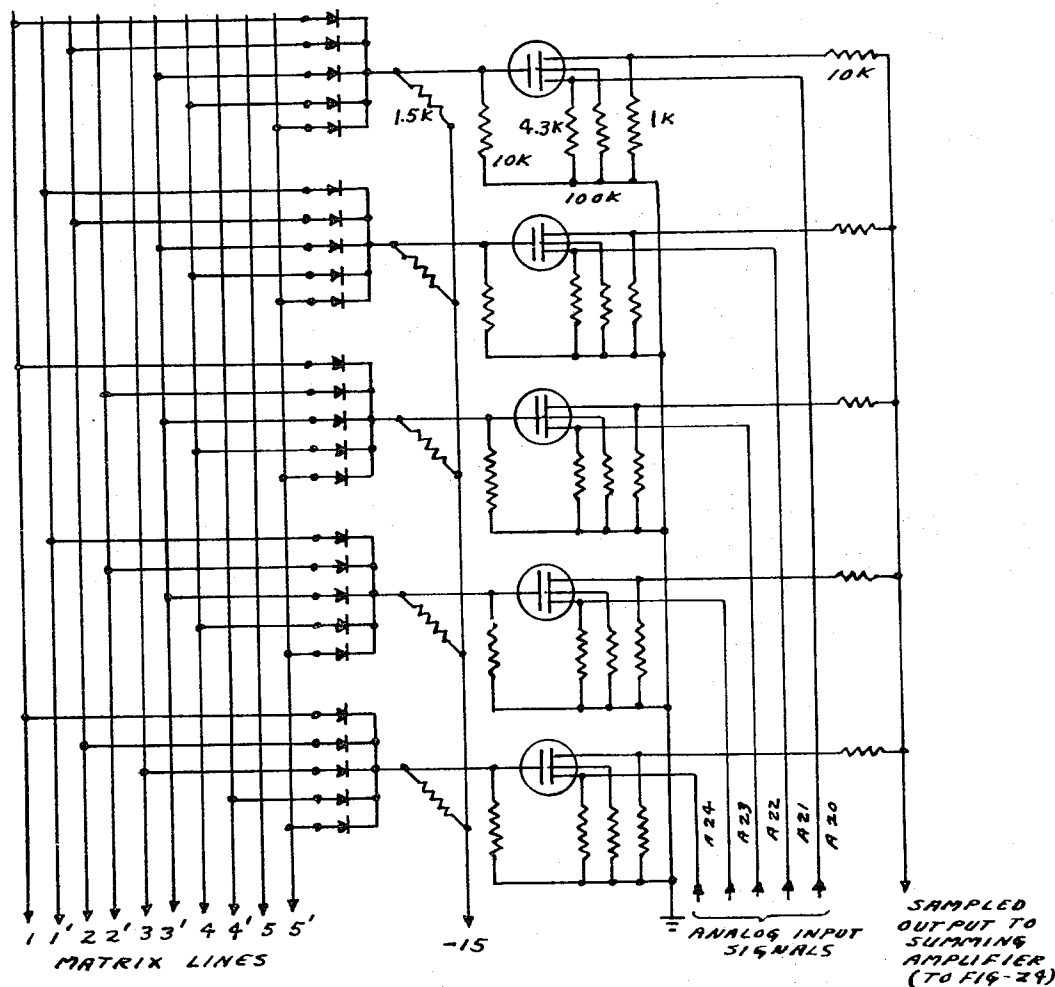 10K
1.5K
4.3K
1K
10K
100K
A24
A23
A22
A21
A20
1 1' 2 2' 3 3' 4 4' 5 5'
MATRIX LINES
-15
ANALOG INPUT
SIGNALS
SAMPLED
OUTPUT TO
SUMMING
AMPLIFIER
(TO FIG-24)